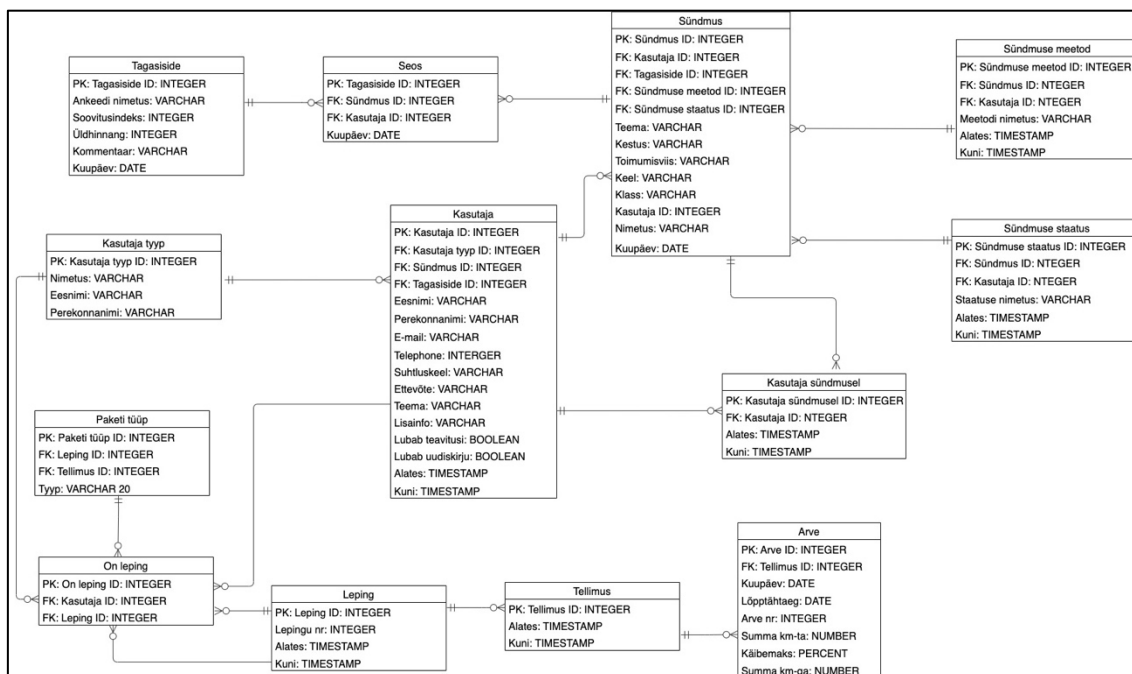 Tagasiside
PK: Tagasiside ID: INTEGER
Ankeedi nimetus: VARCHAR
Soovitusindeks: INTEGER
Üldhinnang: INTEGER
Kommentaar: VARCHAR
Kuupäev: DATE
Seos
PK: Tagasiside ID: INTEGER
FK: Sündmus ID: INTEGER
FK: Kasutaja ID: INTEGER
Kuupäev: DATE
Sündmus
PK: Sündmus ID: INTEGER
FK: Kasutaja ID: INTEGER
FK: Tagasiside ID: INTEGER
FK: Sündmuse meetod ID: INTEGER
FK: Sündmuse staatus ID: INTEGER
Teema: VARCHAR
Kestus: VARCHAR
Toimumisviis: VARCHAR
Keel: VARCHAR
Klass: VARCHAR
Kasutaja ID: INTEGER
Nimetus: VARCHAR
Kuupäev: DATE
Sündmuse meetod
PK: Sündmuse meetod ID: INTEGER
FK: Sündmus ID: NTEGER
FK: Kasutaja ID: NTEGER
Meetodi nimetus: VARCHAR
Alates: TIMESTAMP
Kuni: TIMESTAMP
Kasutaja tyyp
PK: Kasutaja tyyp ID: INTEGER
Nimetus: VARCHAR
Eesnimi: VARCHAR
Perekonnanimi: VARCHAR
Kasutaja
PK: Kasutaja ID: INTEGER
FK: Kasutaja tyyp ID: INTEGER
FK: Sündmus ID: INTEGER
FK: Tagasiside ID: INTEGER
Eesnimi: VARCHAR
Perekonnanimi: VARCHAR
E-mail: VARCHAR
Telephone: INTERGER
Suhtluskeel: VARCHAR
Ettevõte: VARCHAR
Teema: VARCHAR
Lisainfo: VARCHAR
Lubab teavitusi: BOOLEAN
Lubab uudiskirju: BOOLEAN
Alates: TIMESTAMP
Kuni: TIMESTAMP
Sündmuse staatus
PK: Sündmuse staatus ID: INTEGER
FK: Sündmus ID: NTEGER
FK: Kasutaja ID: NTEGER
Staatuse nimetus: VARCHAR
Alates: TIMESTAMP
Kuni: TIMESTAMP
Kasutaja sündmusel
PK: Kasutaja sündmusel ID: INTEGER
FK: Kasutaja ID: NTEGER
Alates: TIMESTAMP
Kuni: TIMESTAMP
Paketi tüüp
PK: Paketi tüüp ID: INTEGER
FK: Leping ID: INTEGER
FK: Tellimus ID: INTEGER
Tyyp: VARCHAR 20
On leping
PK: On leping ID: INTEGER
FK: Kasutaja ID: INTEGER
FK: Leping ID: INTEGER
Leping
PK: Leping ID: INTEGER
Lepingu nr: INTEGER
Alates: TIMESTAMP
Kuni: TIMESTAMP
Tellimus
PK: Tellimus ID: INTEGER
Alates: TIMESTAMP
Kuni: TIMESTAMP
Arve
PK: Arve ID: INTEGER
FK: Tellimus ID: INTEGER
Kuupäev: DATE
Lõpptähtaeg: DATE
Arve nr: INTEGER
Summa km-ta: NUMBER
Käibemaks: PERCENT
Summa km-ga: NUMBER